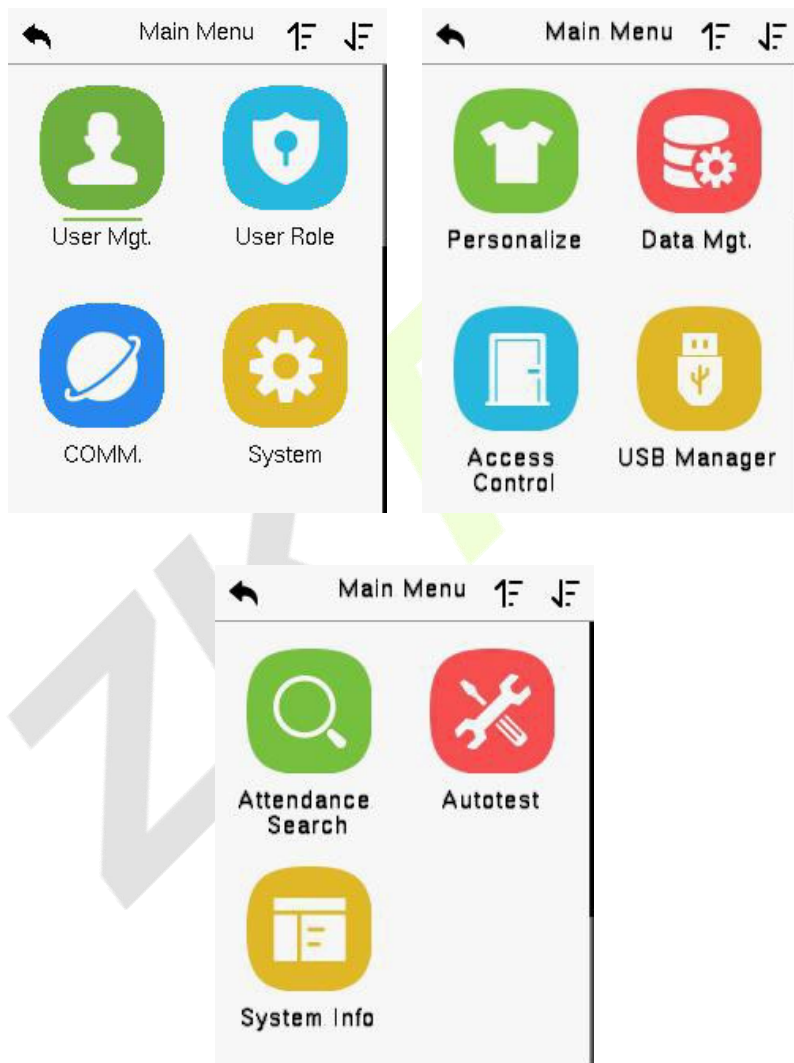 Main Menu
User Mgt.
User Role
COMM.
System
Main Menu
Personalize
Data Mgt.
Access
Control
USB Manager
Main Menu
Attendance
Search
Autotest
System Info